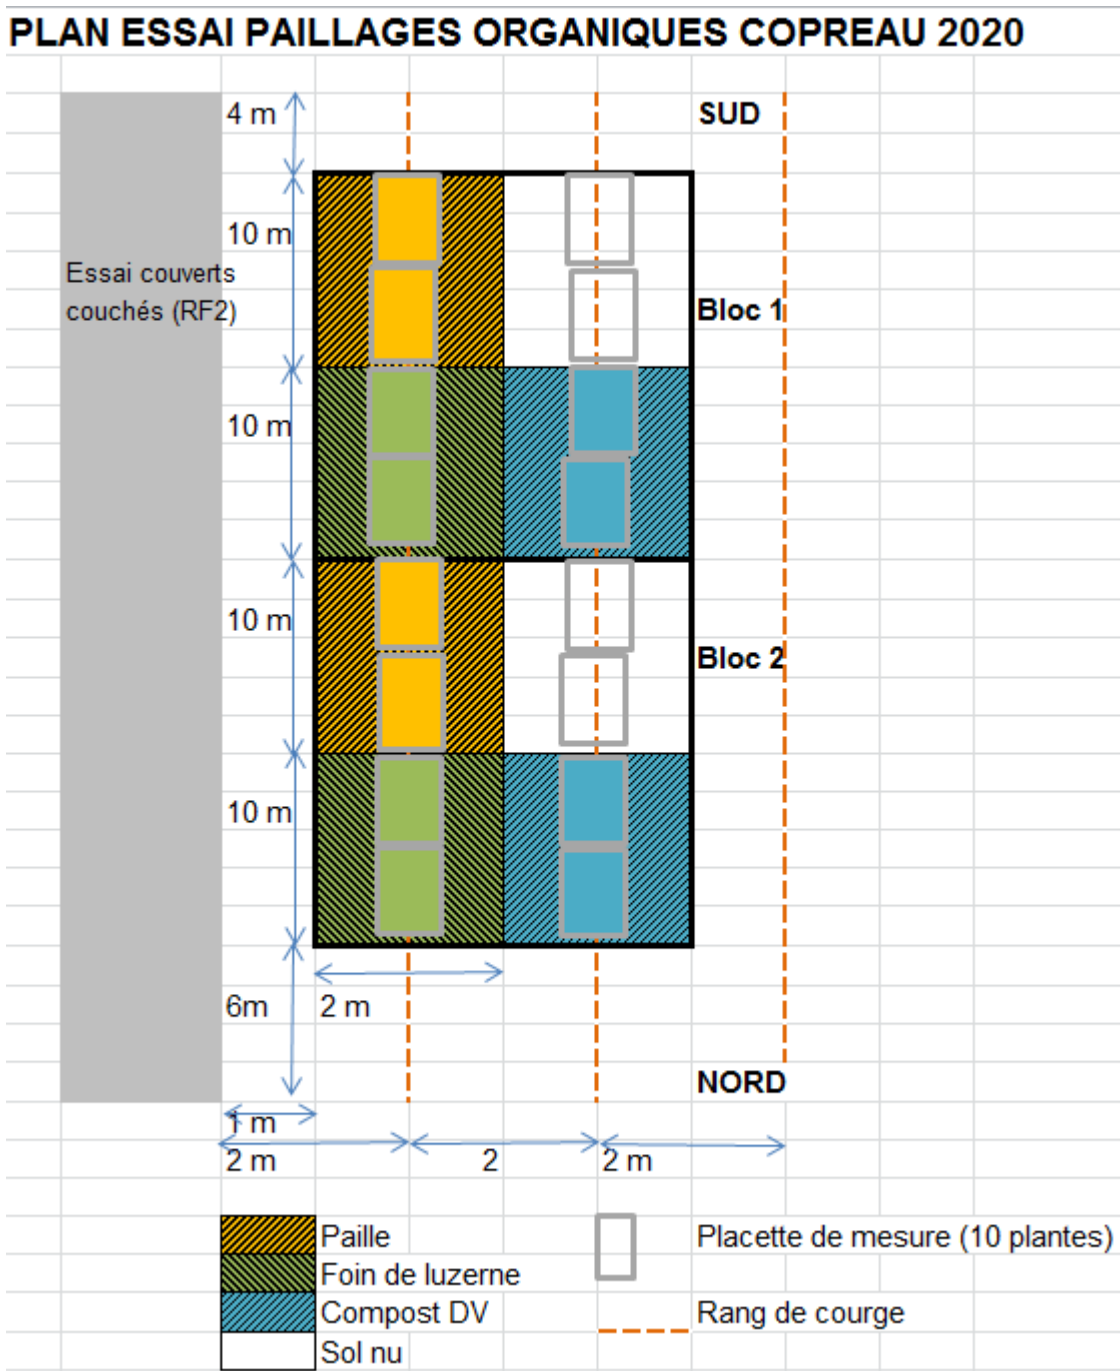 PLAN ESSAI PAILLAGES ORGANIQUES COPREAU 2020
4 m
SUD
10 m
Essai couverts
couchés (RF2)
Bloc 1
10 m
10 m
Bloc 2
10 m
6m
2 m
NORD
1 m
2 m
2
2 m
Paille
Placette de mesure (10 plantes)
Foin de luzerne
Compost DV
Rang de courge
Sol nu